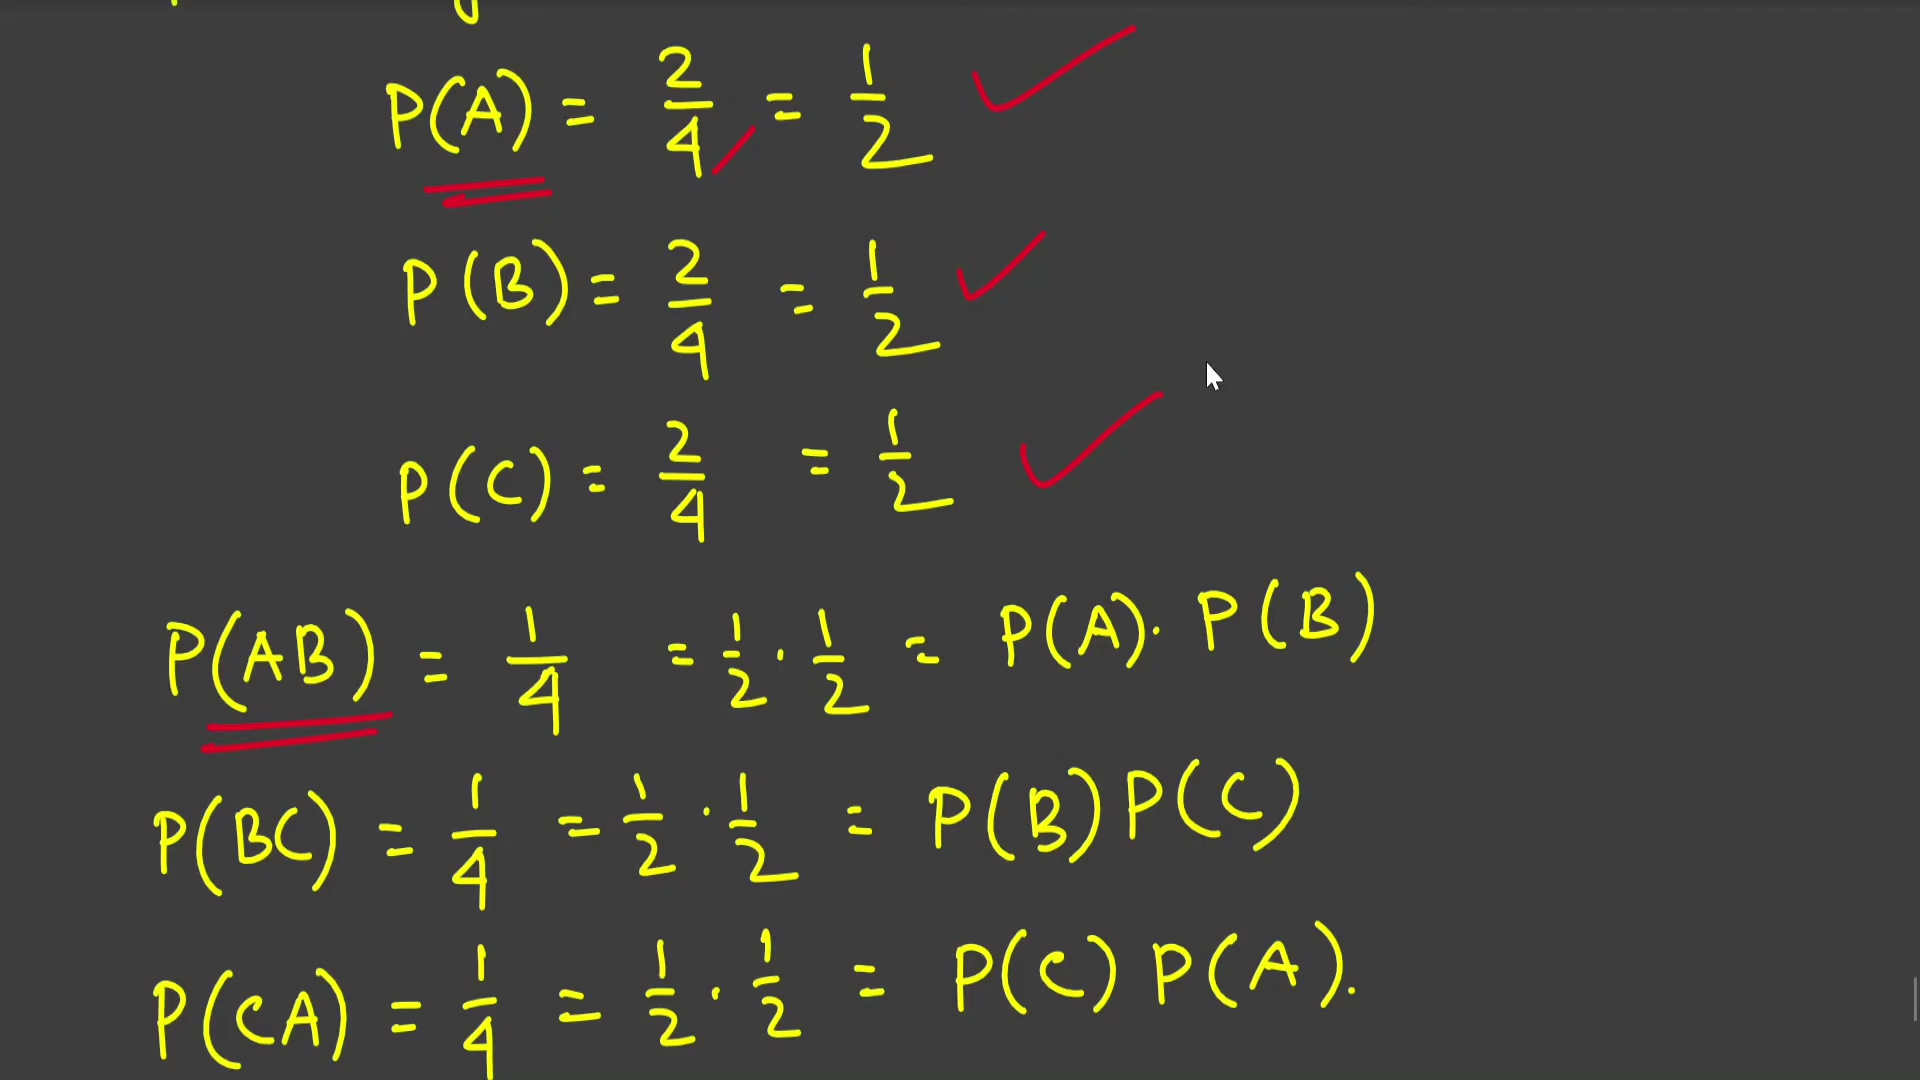 P(A) = 2/4 = 1/2
P(B) = 2/4 = 1/2
P(C) = 2/4 = 1/2
P(AB) = 1/4 = 1/2 · 1/2 = P(A) · P(B)
P(BC) = 1/4 = 1/2 · 1/2 = P(B) P(C)
P(CA) = 1/4 = 1/2 · 1/2 = P(C) P(A).